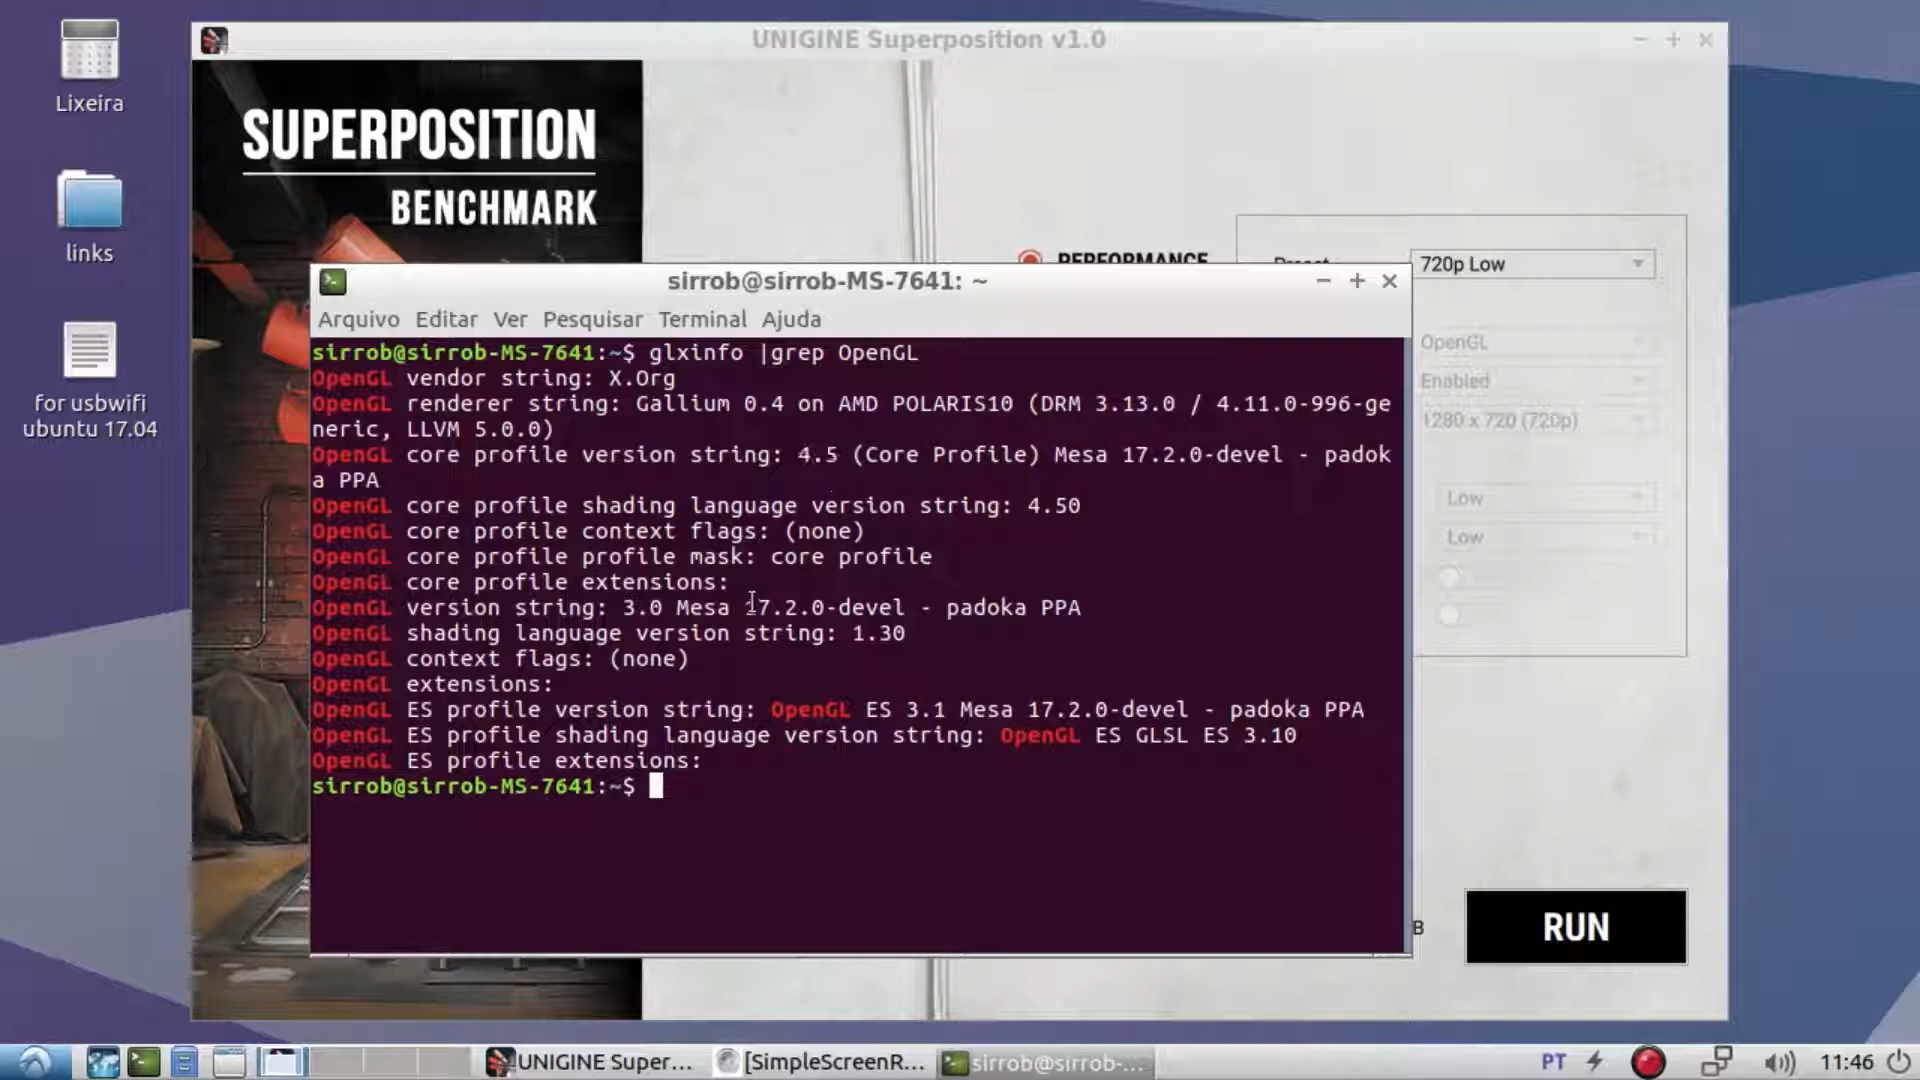 Lixeira
links
for usbwifi
ubuntu 17.04
UNIGINE Superposition v1.0
SUPERPOSITION
BENCHMARK
PERFORMANCE
Preset
720p Low
OpenGL
Enabled
1280 x 720 (720p)
Low
Low
B
RUN
sirrob@sirrob-MS-7641: ~
Arquivo Editar Ver Pesquisar Terminal Ajuda
sirrob@sirrob-MS-7641:~$ glxinfo |grep OpenGL
OpenGL vendor string: X.Org
OpenGL renderer string: Gallium 0.4 on AMD POLARIS10 (DRM 3.13.0 / 4.11.0-996-ge
neric, LLVM 5.0.0)
OpenGL core profile version string: 4.5 (Core Profile) Mesa 17.2.0-devel - padok
a PPA
OpenGL core profile shading language version string: 4.50
OpenGL core profile context flags: (none)
OpenGL core profile profile mask: core profile
OpenGL core profile extensions:
OpenGL version string: 3.0 Mesa 17.2.0-devel - padoka PPA
OpenGL shading language version string: 1.30
OpenGL context flags: (none)
OpenGL extensions:
OpenGL ES profile version string: OpenGL ES 3.1 Mesa 17.2.0-devel - padoka PPA
OpenGL ES profile shading language version string: OpenGL ES GLSL ES 3.10
OpenGL ES profile extensions:
sirrob@sirrob-MS-7641:~$
UNIGINE Super... [SimpleScreenR... sirrob@sirrob-... PT 11:46